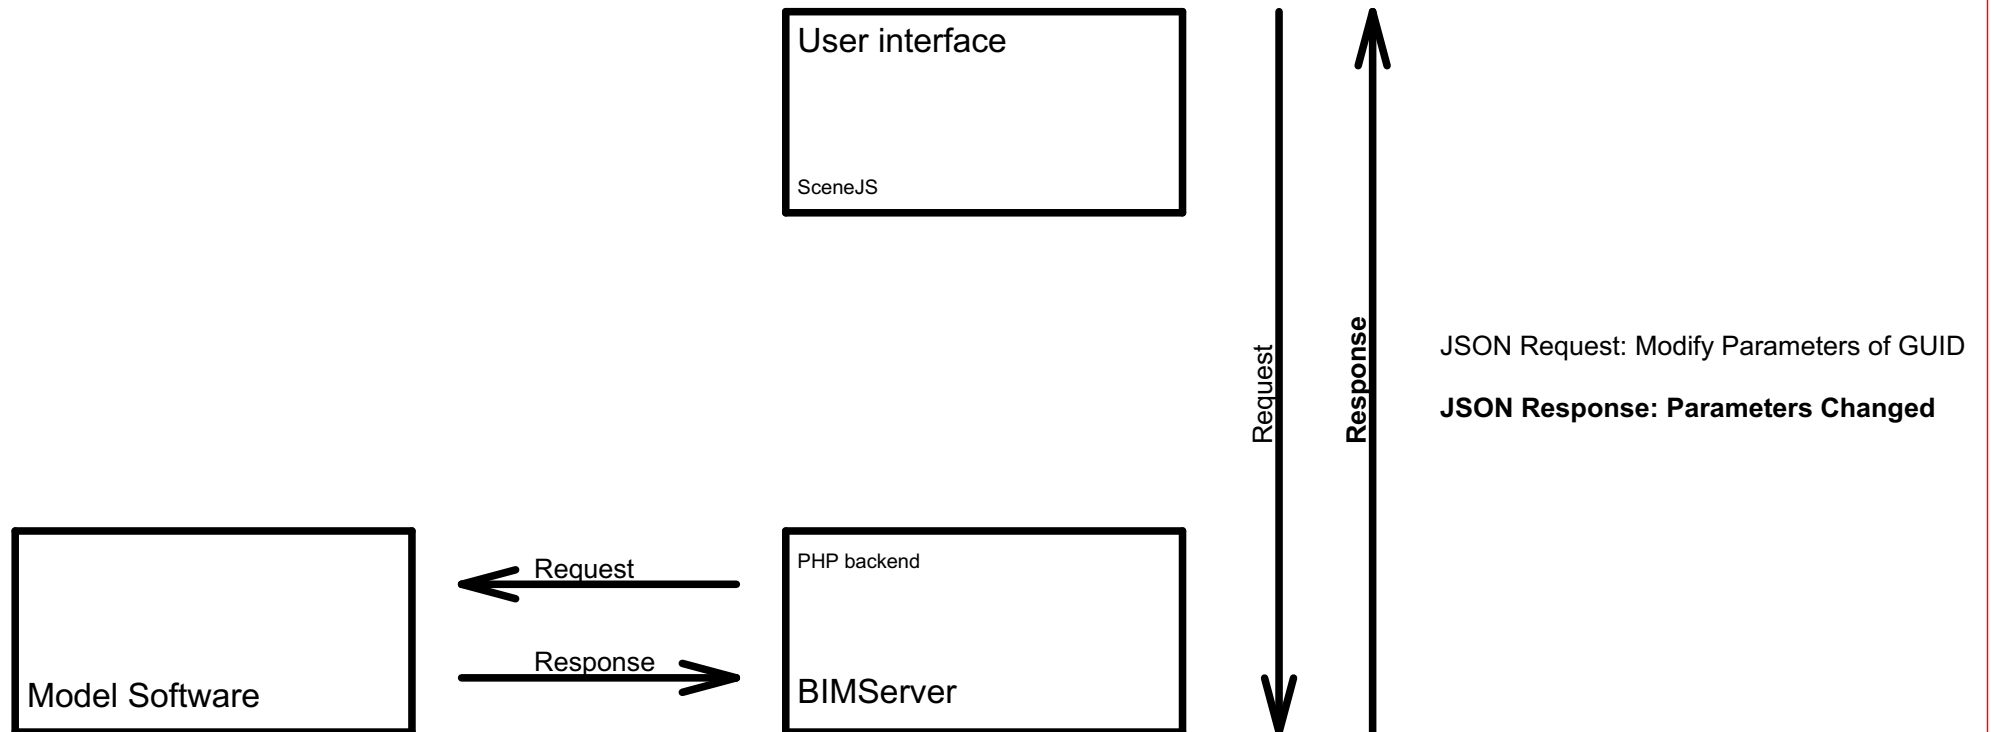 User interface
SceneJS
Request
Response
JSON Request: Modify Parameters of GUID
JSON Response: Parameters Changed
Request
Response
Model Software
PHP backend
BIMServer